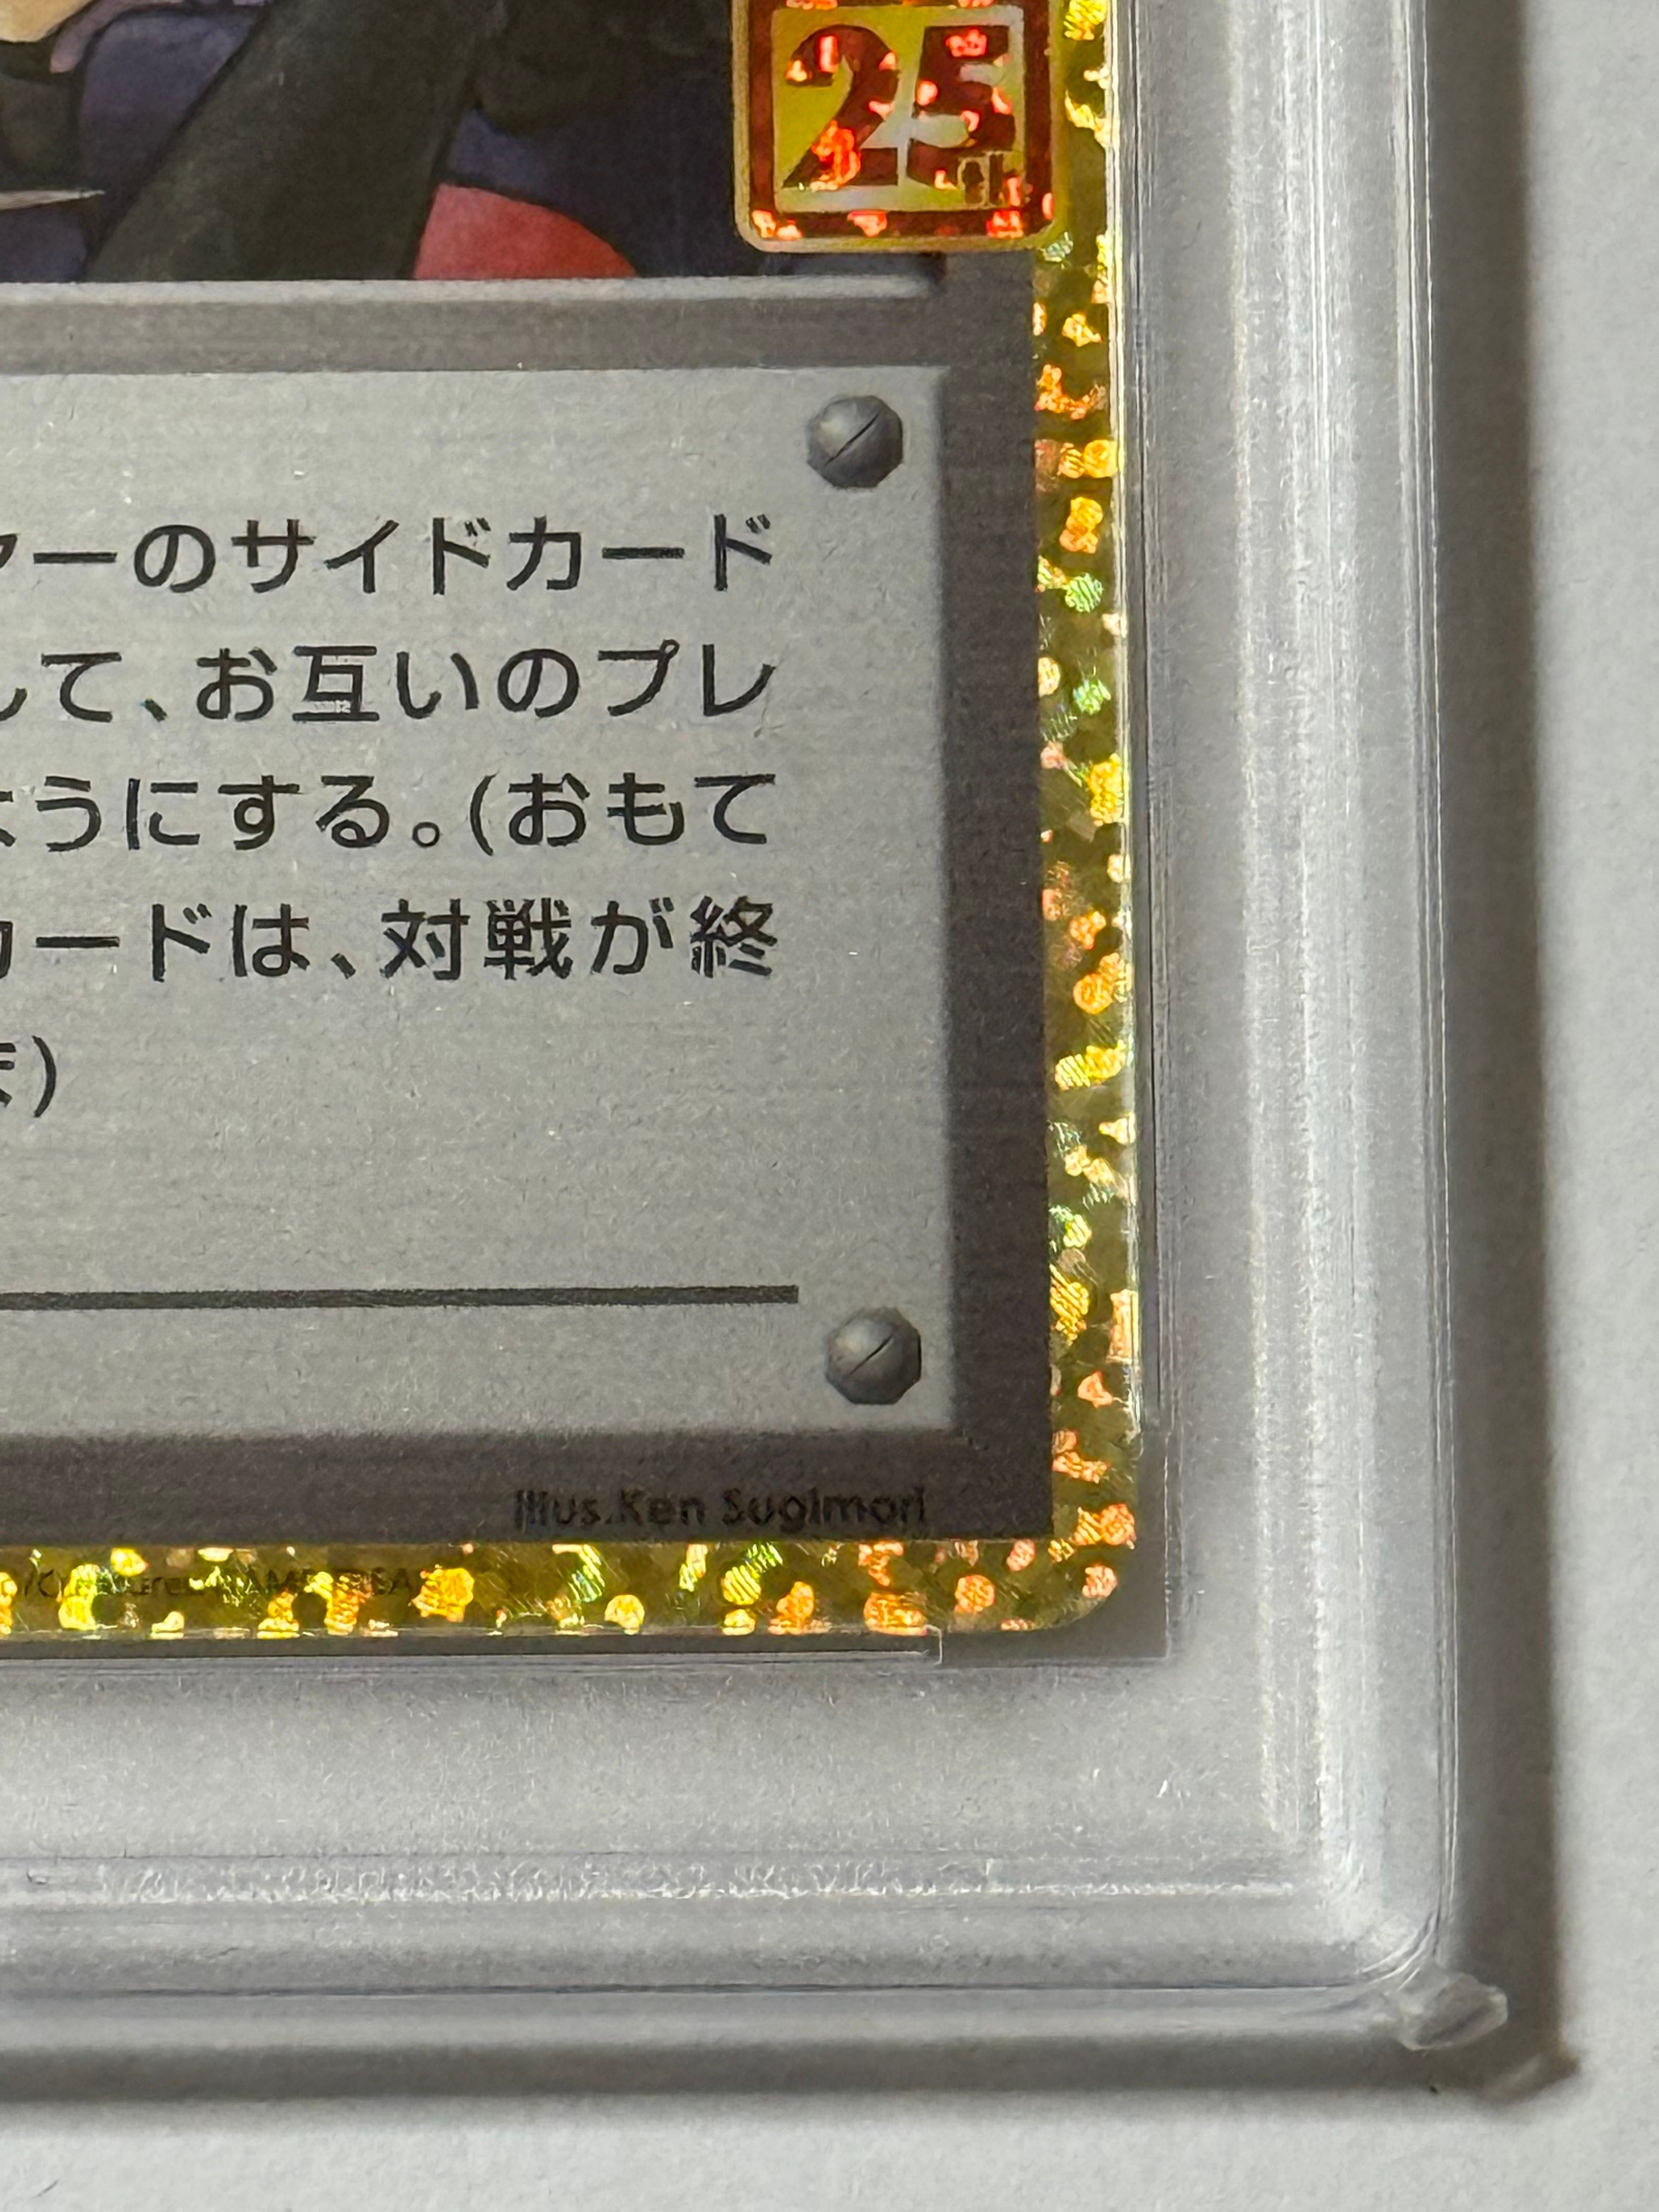 25th
ーのサイドカード
して、お互いのプレ
ようにする。(おもて
カードは、対戦が終
ま)
Illus.Ken Sugimori